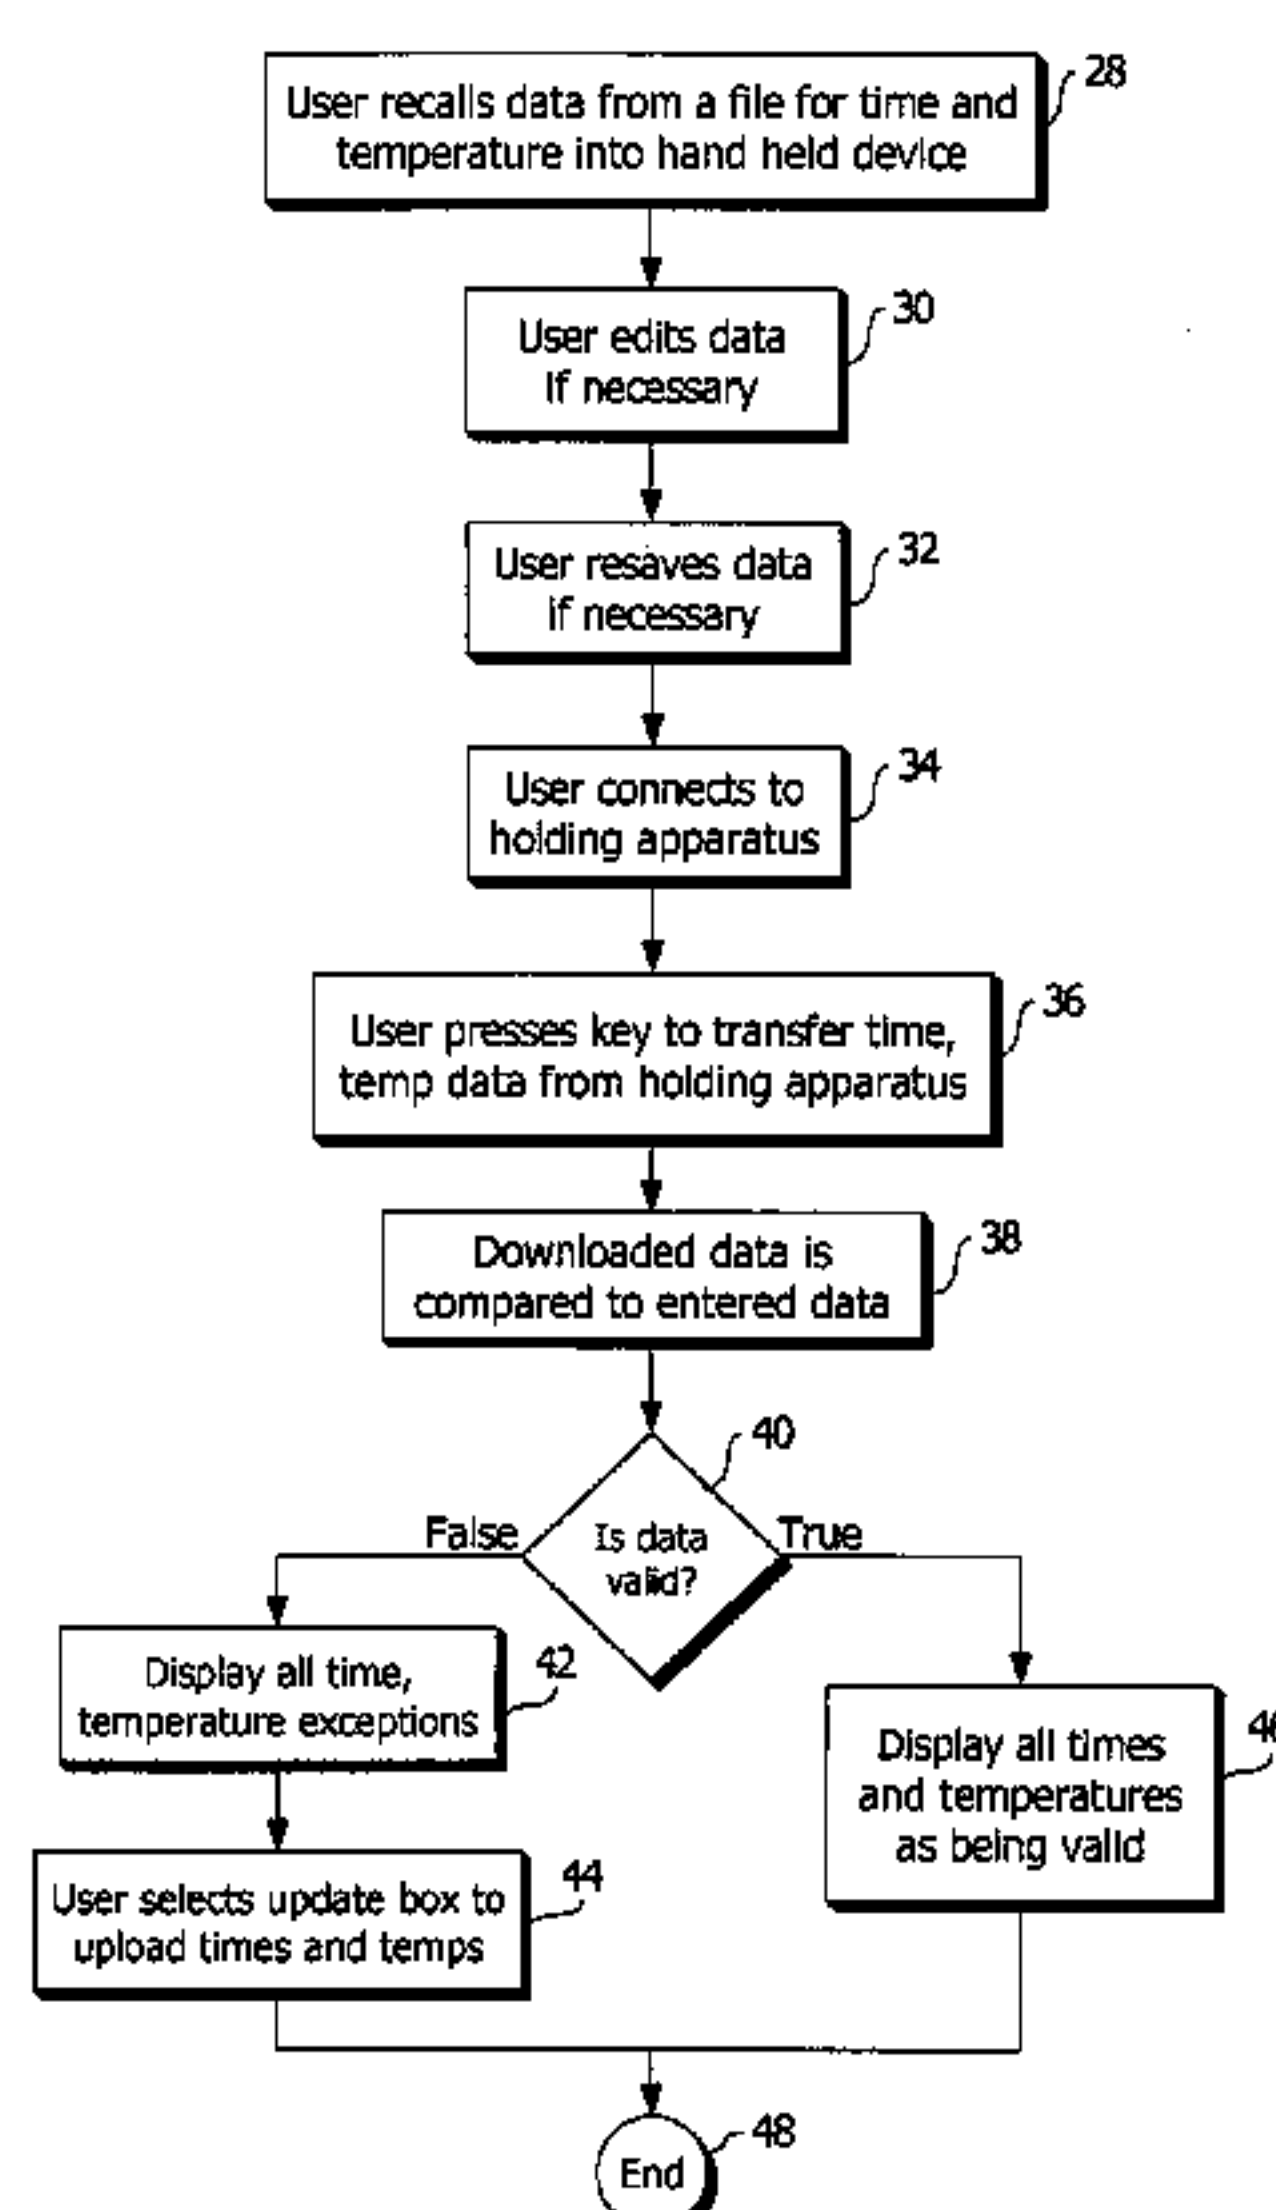 User recalls data from a file for time and
temperature into hand held device
28
User edits data
if necessary
30
User resaves data
if necessary
32
User connects to
holding apparatus
34
User presses key to transfer time,
temp data from holding apparatus
36
Downloaded data is
compared to entered data
38
40
False
Is data
valid?
True
Display all time,
temperature exceptions
42
Display all times
and temperatures
as being valid
User selects update box to
upload times and temps
44
End
48